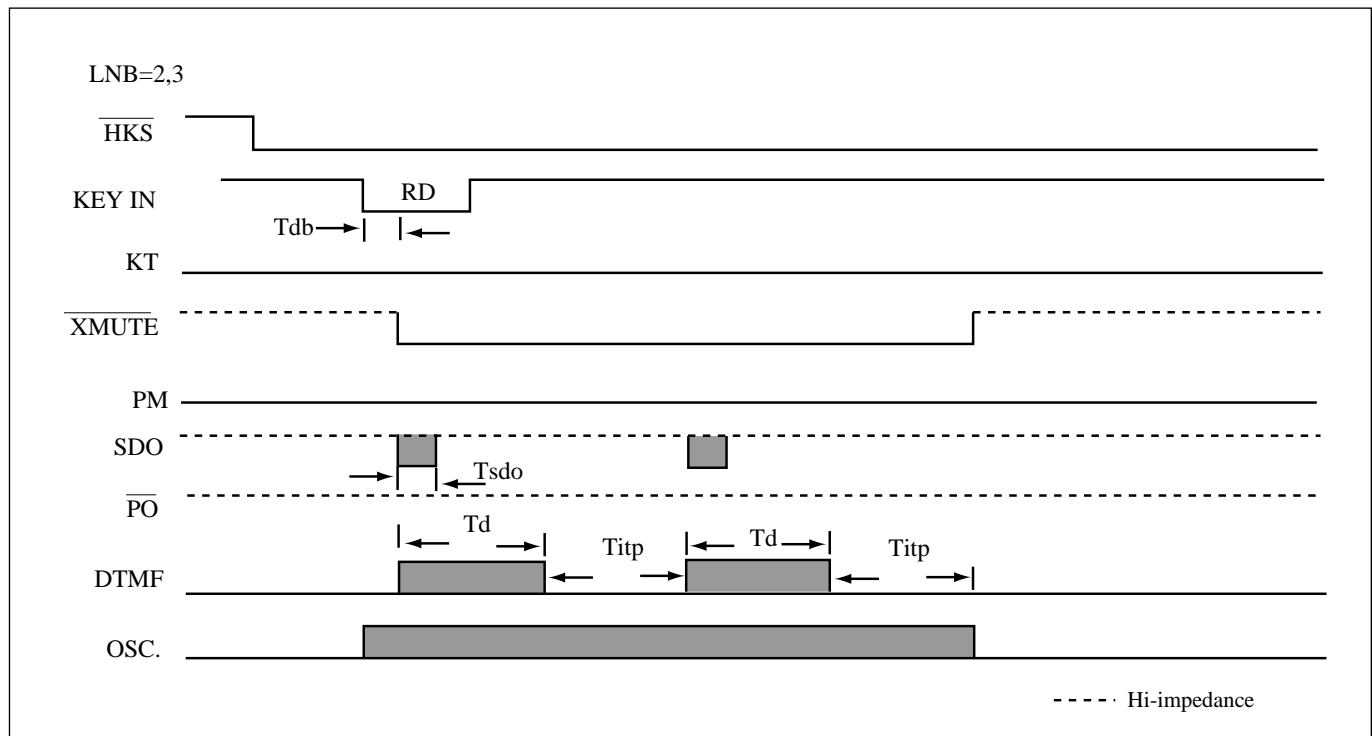 LNB=2,3
HKS
KEY IN
RD
Tdb
KT
XMUTE
PM
SDO
Tsdo
PO
Td
Titp
Td
Titp
DTMF
OSC.
Hi-impedance